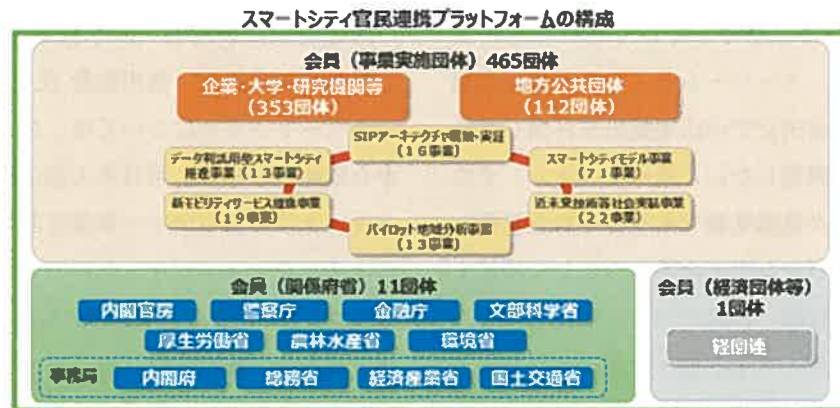 スマートシティ官民連携プラットフォームの構成
会員（事業実施団体）465団体
企業・大学・研究機関等
（353団体）
地方公共団体
（112団体）
SIPアーキテクチャ構築・実証
（16事業）
データ利活用型スマートシティ
推進事業（13事業）
スマートシティモデル事業
（71事業）
新モビリティサービス推進事業
（19事業）
近未来技術等社会実装事業
（22事業）
パイロット地域分析事業
（13事業）
会員（関係府省）11団体
内閣官房
警察庁
金融庁
文部科学省
厚生労働省
農林水産省
環境省
事務局
内閣府
総務省
経済産業省
国土交通省
会員（経済団体等）
1団体
経団連